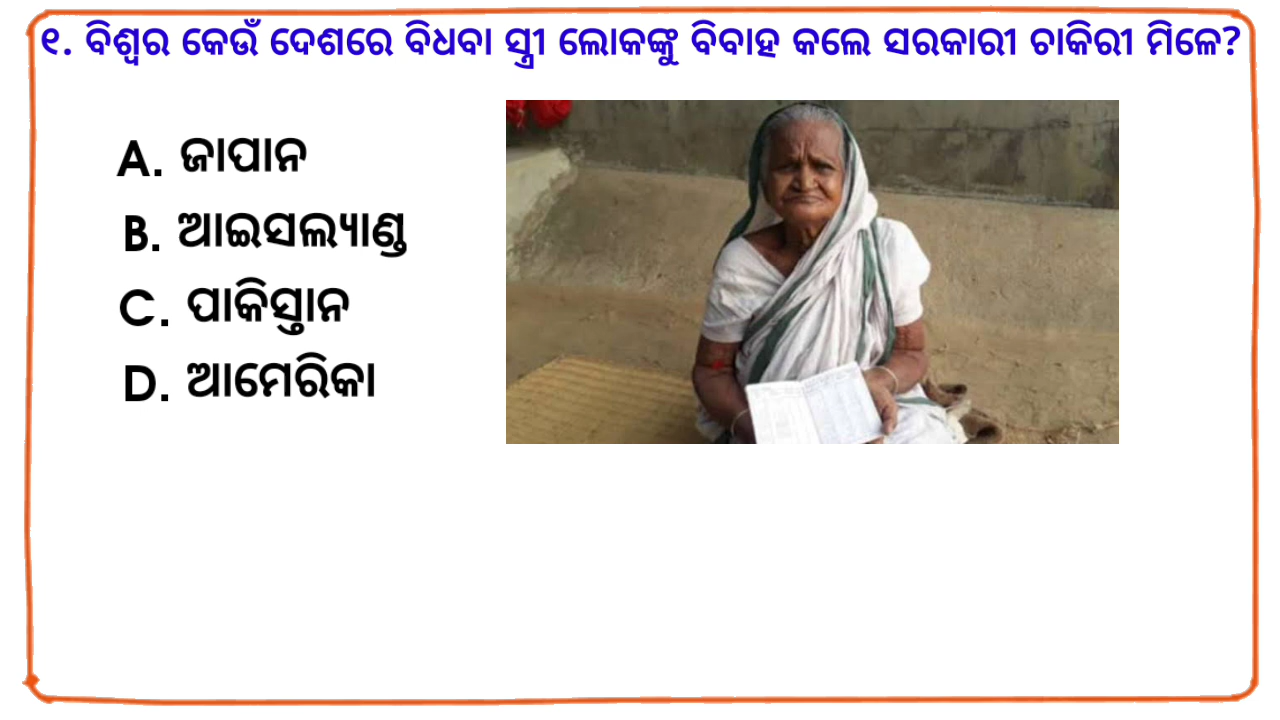 ୧. ବିଶ୍ୱର କେଉଁ ଦେଶରେ ବିଧବା ସ୍ତ୍ରୀ ଲୋକଙ୍କୁ ବିବାହ କଲେ ସରକାରୀ ଚାକିରୀ ମିଳେ?
A. ଜାପାନ
B. ଆଇସଲ୍ୟାଣ୍ଡ
C. ପାକିସ୍ତାନ
D. ଆମେରିକା